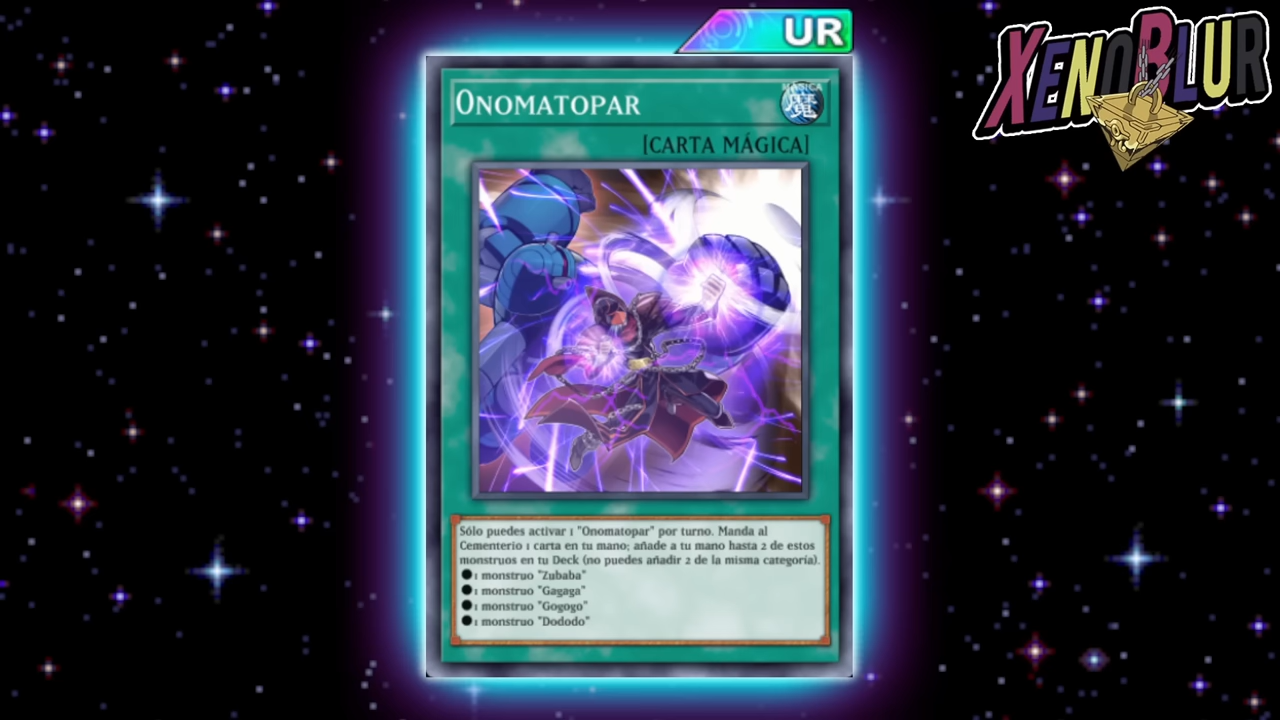 UR
XENOBLUR
ONOMATOPAR
MÁGICA
魔
[CARTA MÁGICA]
Sólo puedes activar 1 "Onomatopar" por turno. Manda al
Cementerio 1 carta en tu mano; añade a tu mano hasta 2 de estos
monstruos en tu Deck (no puedes añadir 2 de la misma categoría).
●1 monstruo "Zubaba"
●1 monstruo "Gagaga"
●1 monstruo "Gogogo"
●1 monstruo "Dododo"